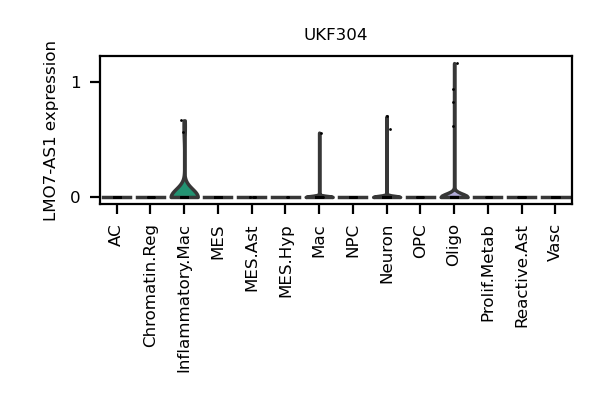 UKF304
LMO7-AS1 expression
1
0
AC
Chromatin.Reg
Inflammatory.Mac
MES
MES.Ast
MES.Hyp
Mac
NPC
Neuron
OPC
Oligo
Prolif.Metab
Reactive.Ast
Vasc